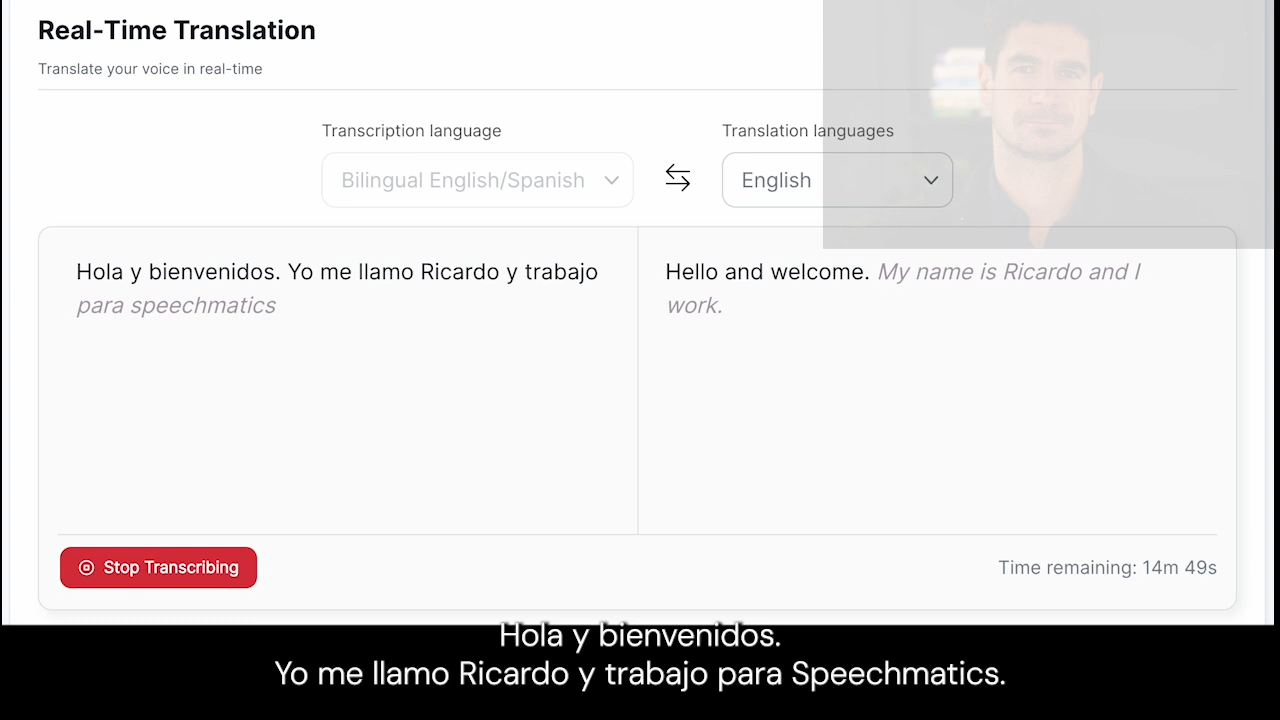 Real-Time Translation
Translate your voice in real-time
Transcription language
Translation languages
Bilingual English/Spanish
English
Hola y bienvenidos. Yo me llamo Ricardo y trabajo
para speechmatics
Hello and welcome. My name is Ricardo and I
work.
Stop Transcribing
Time remaining: 14m 49s
Hola y bienvenidos.
Yo me llamo Ricardo y trabajo para Speechmatics.